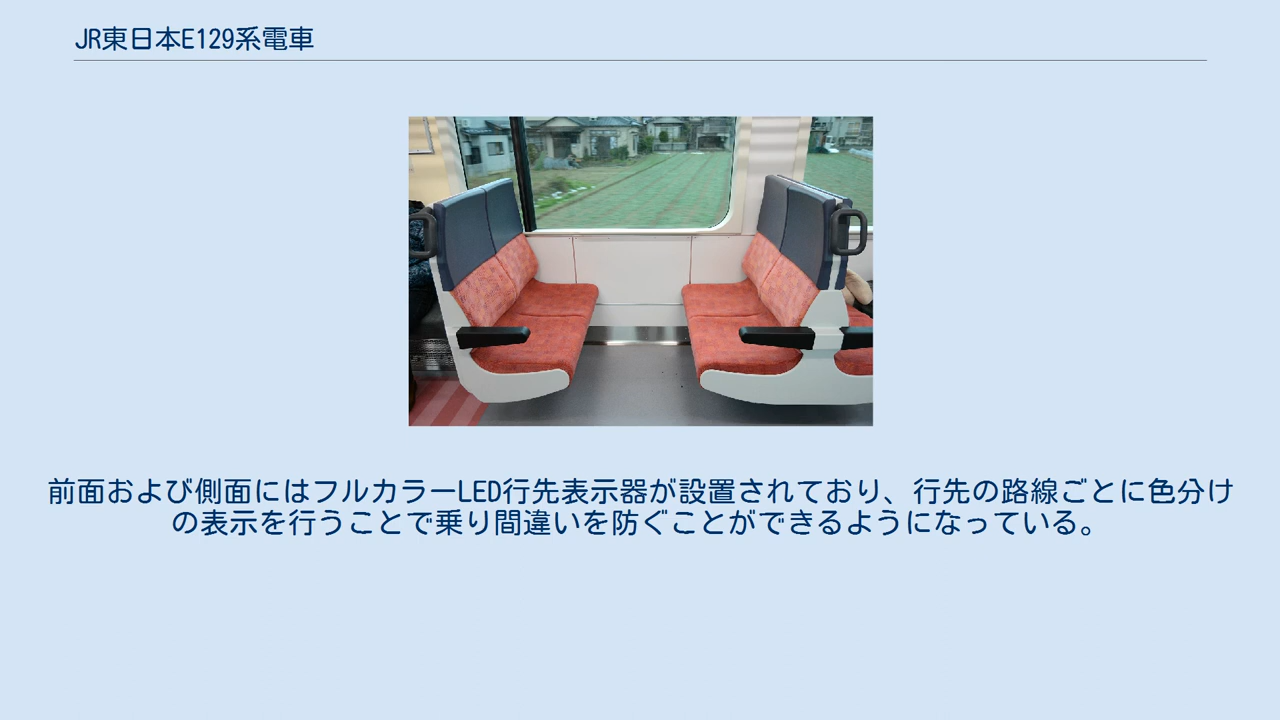 JR東日本E129系電車
前面および側面にはフルカラーLED行先表示器が設置されており、行先の路線ごとに色分け
の表示を行うことで乗り間違いを防ぐことができるようになっている。